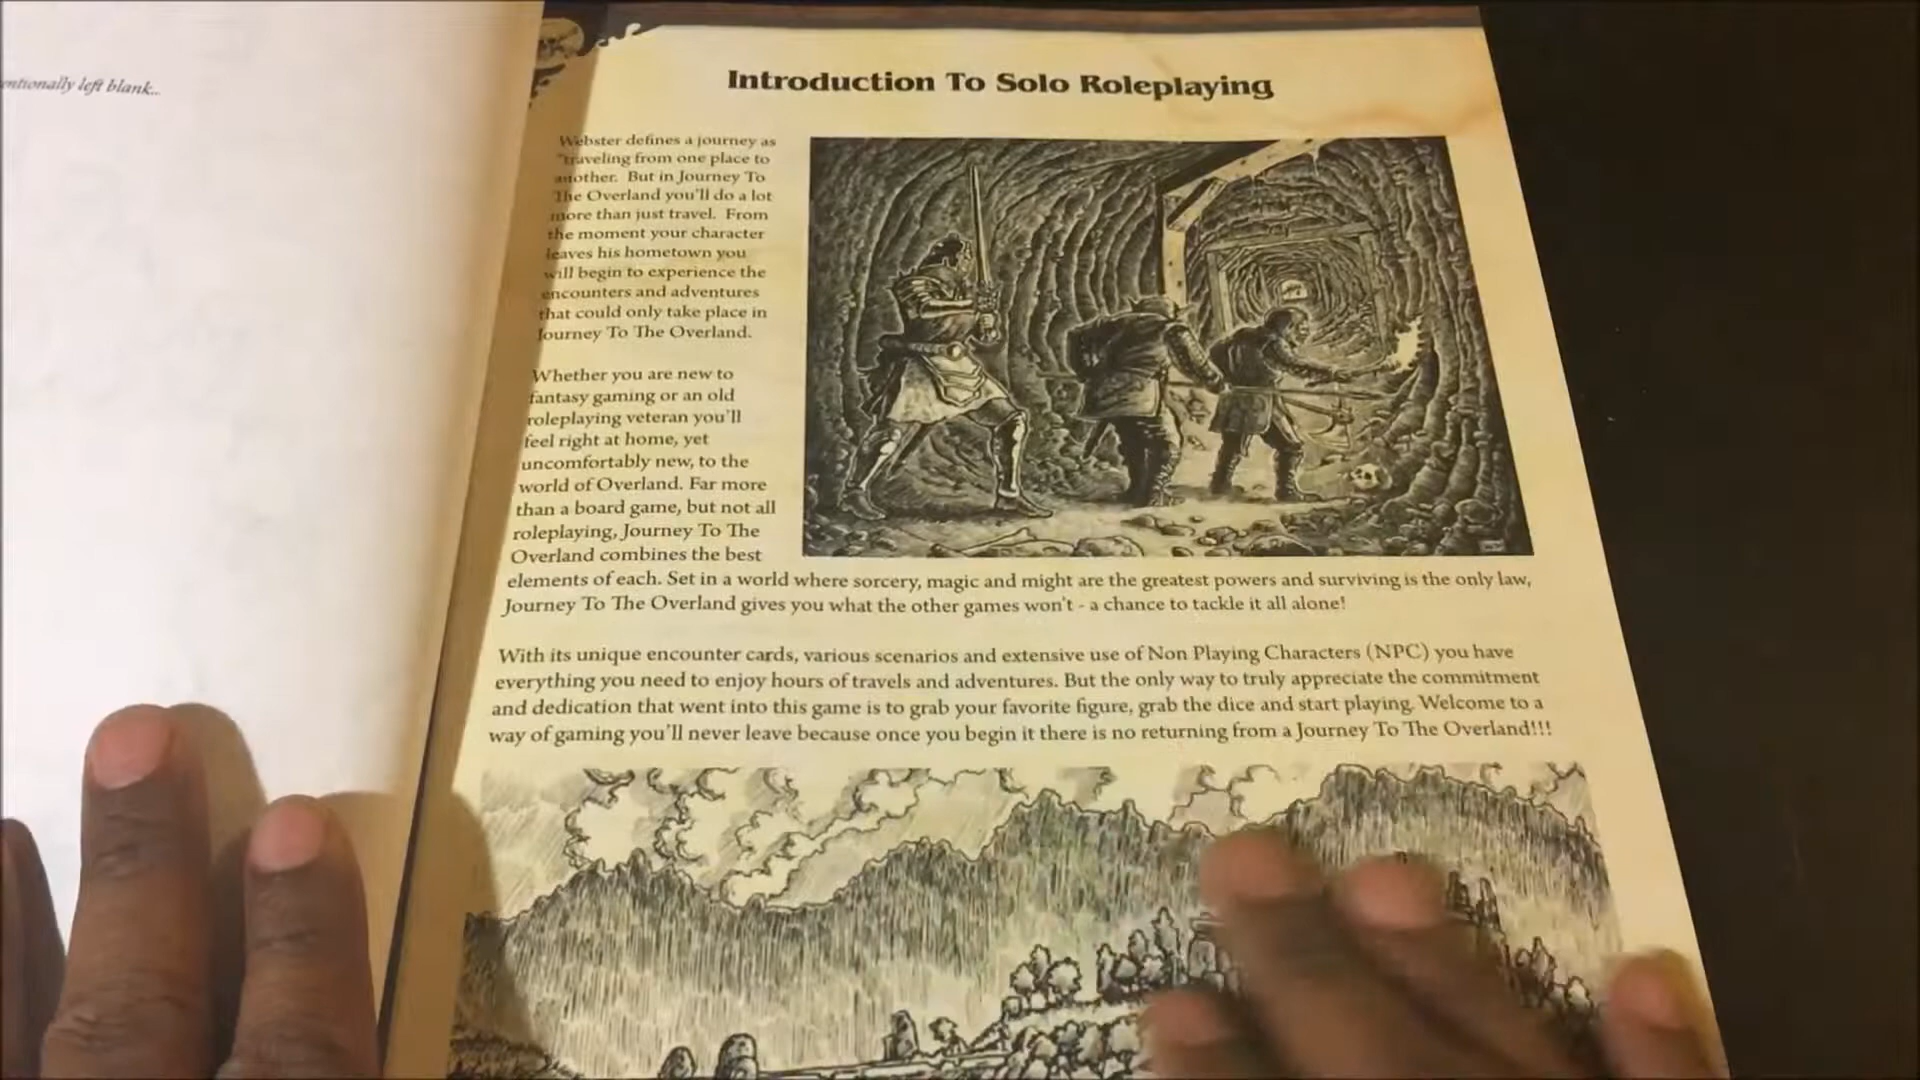 entionally left blank...
Introduction To Solo Roleplaying
Webster defines a journey as
"traveling from one place to
another. But in Journey To
The Overland you'll do a lot
more than just travel. From
the moment your character
leaves his hometown you
will begin to experience the
encounters and adventures
that could only take place in
Journey To The Overland.
Whether you are new to
fantasy gaming or an old
roleplaying veteran you'll
feel right at home, yet
uncomfortably new, to the
world of Overland. Far more
than a board game, but not all
roleplaying, Journey To The
Overland combines the best
elements of each. Set in a world where sorcery, magic and might are the greatest powers and surviving is the only law,
Journey To The Overland gives you what the other games won't - a chance to tackle it all alone!
With its unique encounter cards, various scenarios and extensive use of Non Playing Characters (NPC) you have
everything you need to enjoy hours of travels and adventures. But the only way to truly appreciate the commitment
and dedication that went into this game is to grab your favorite figure, grab the dice and start playing. Welcome to a
way of gaming you'll never leave because once you begin it there is no returning from a Journey To The Overland!!!